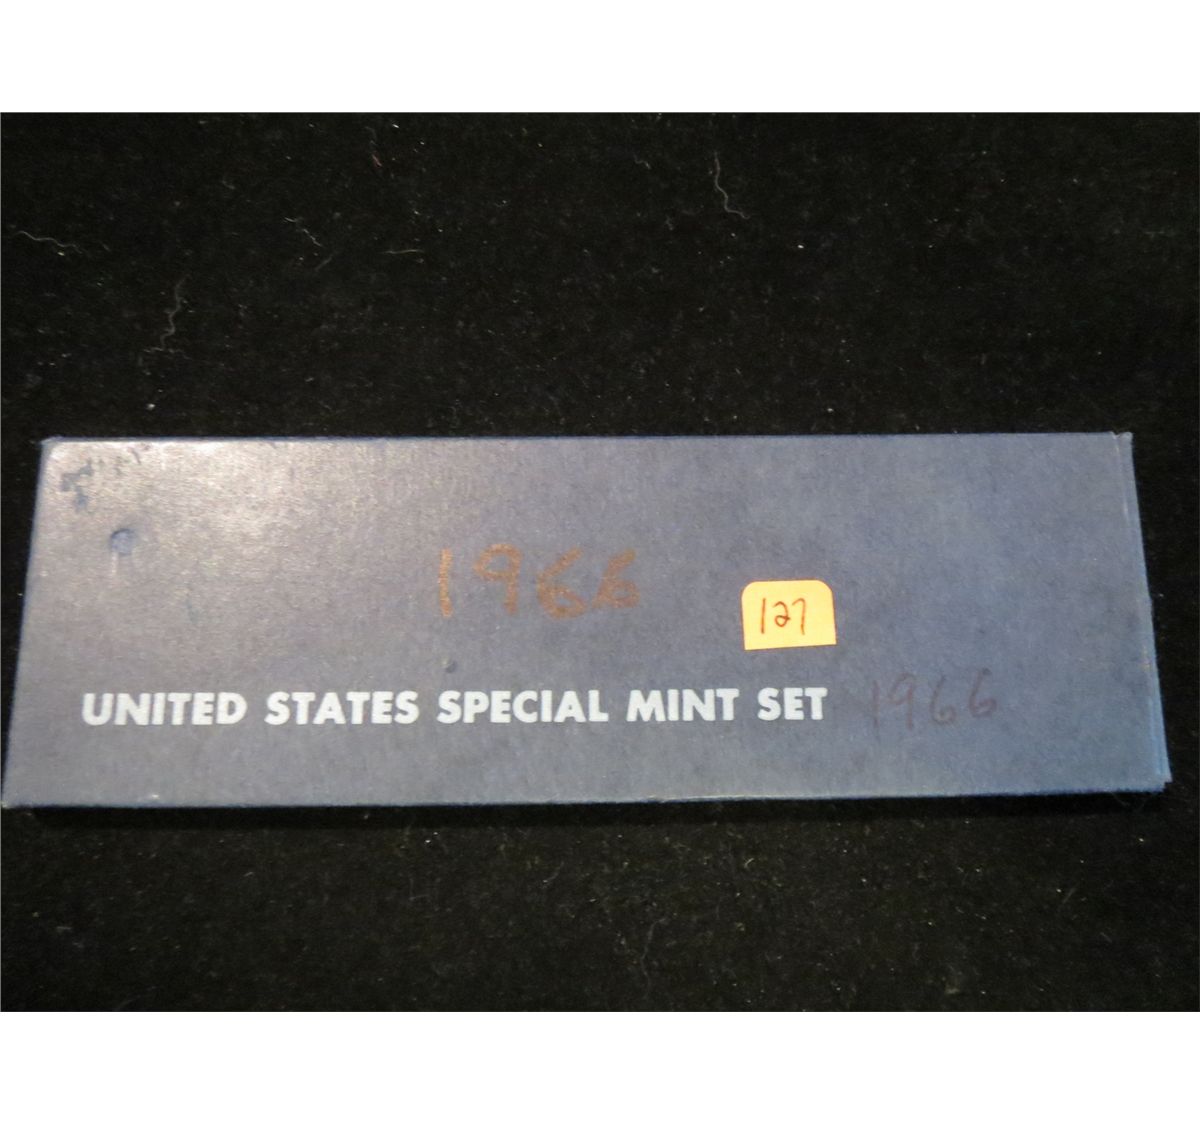 1966
127
UNITED STATES SPECIAL MINT SET 1966